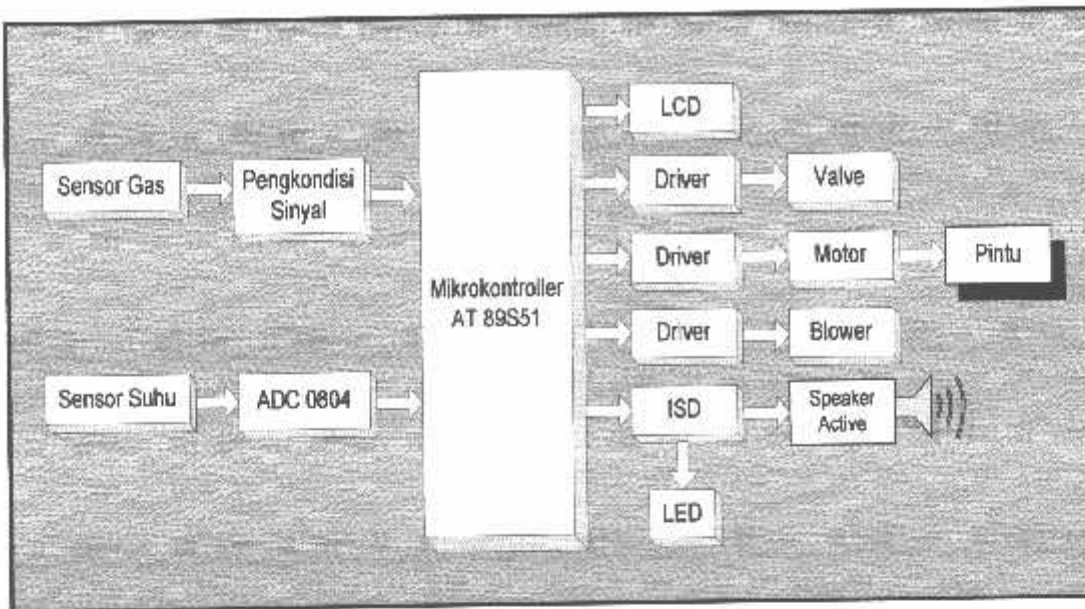 LCD
Sensor Gas
Pengkondisi
Sinyal
Driver
Valve
Mikrokontroller
AT 89S51
Driver
Motor
Pintu
Driver
Blower
Sensor Suhu
ADC 0804
ISD
Speaker
Active
LED